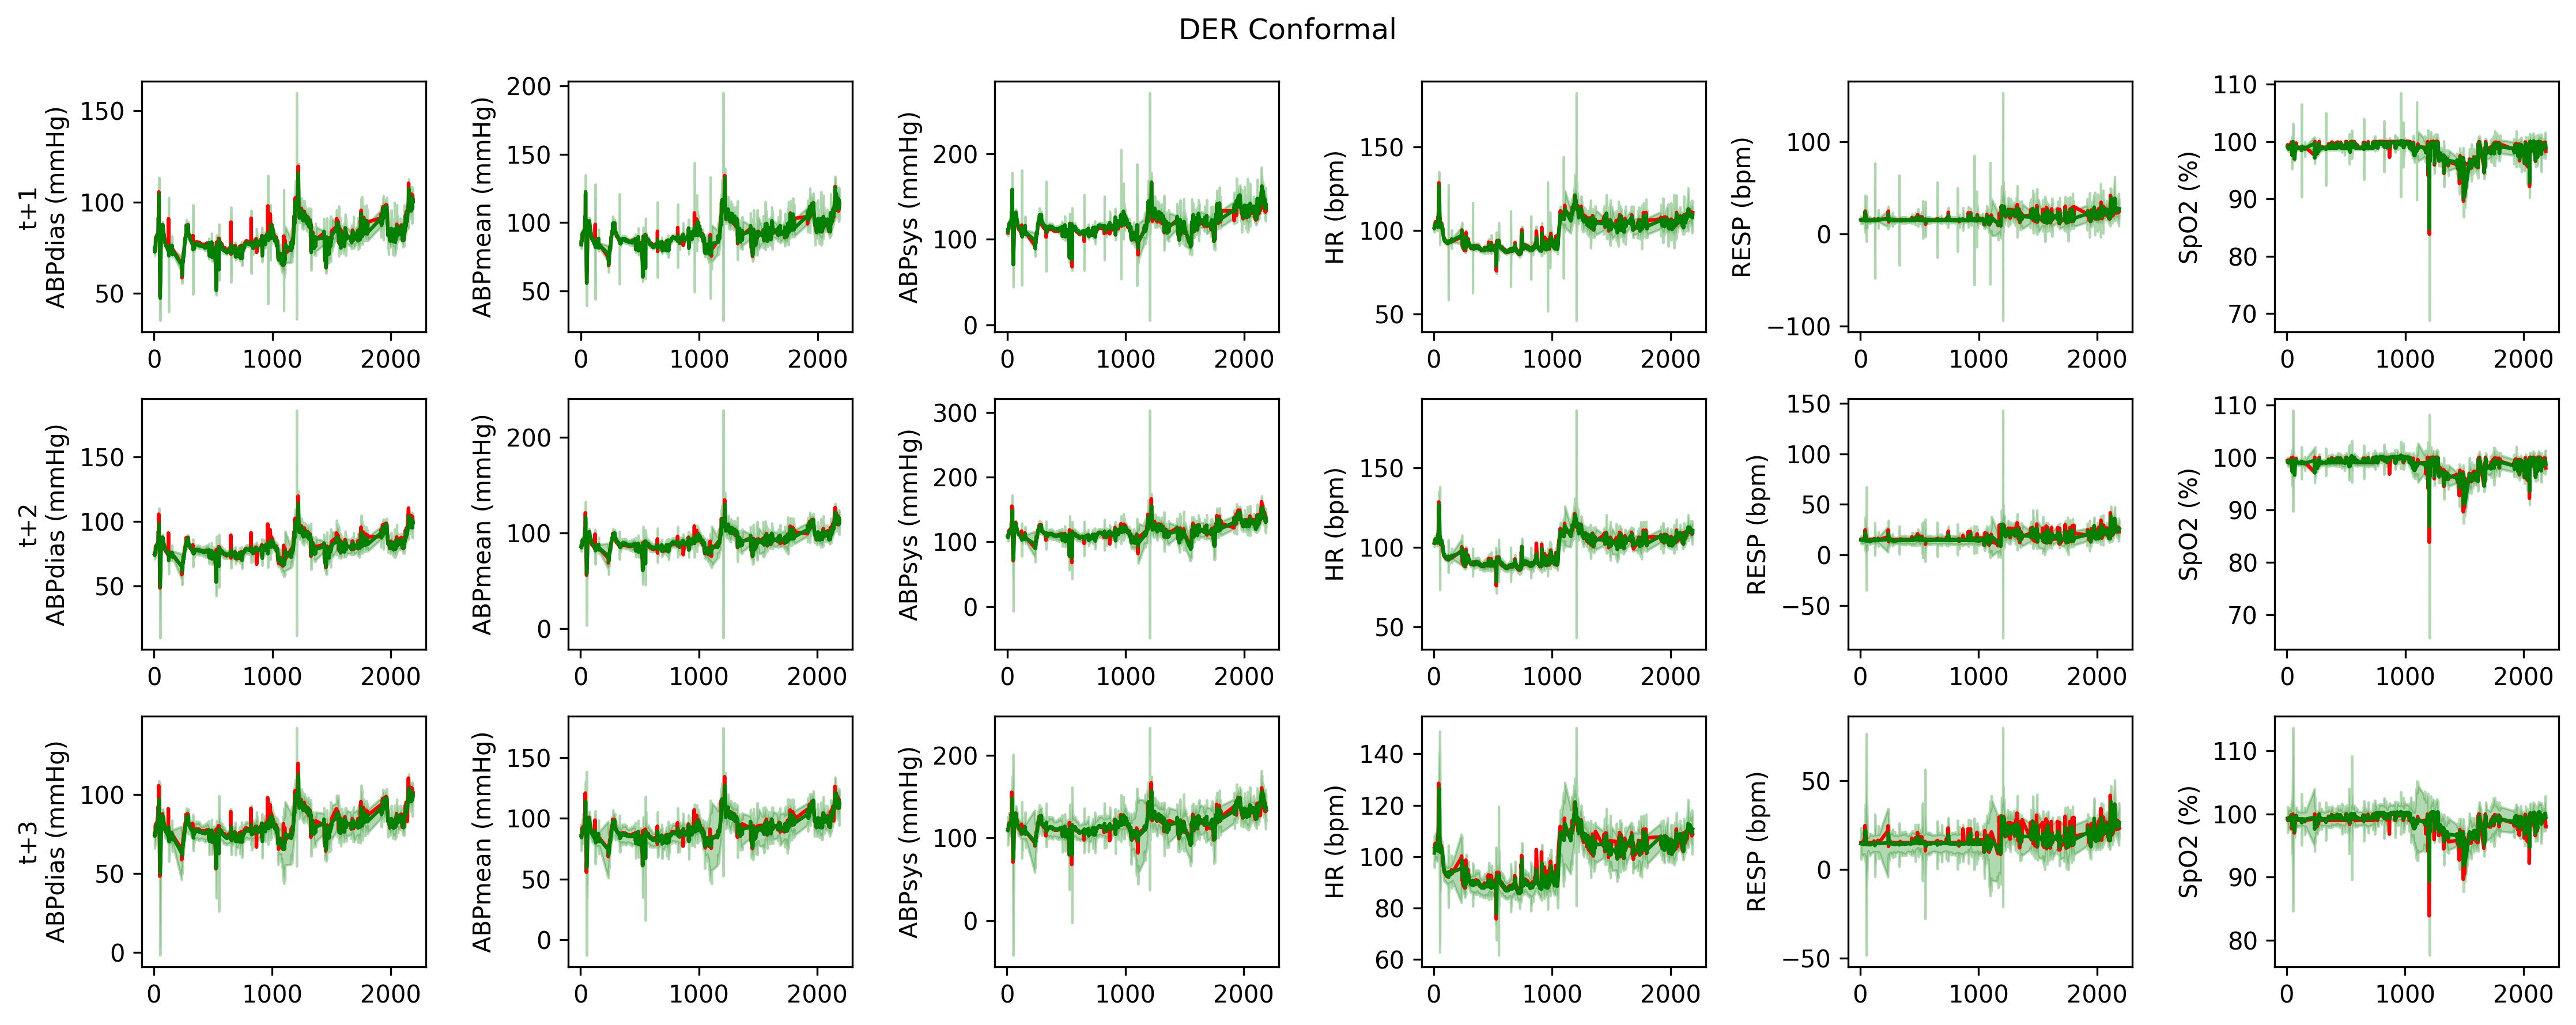 DER Conformal
t+1
ABPdias (mmHg)
150
100
50
0 1000 2000
ABPmean (mmHg)
200
150
100
50
0 1000 2000
ABPsys (mmHg)
200
100
0
0 1000 2000
HR (bpm)
150
100
50
0 1000 2000
RESP (bpm)
100
0
−100
0 1000 2000
SpO2 (%)
110
100
90
80
70
0 1000 2000
t+2
ABPdias (mmHg)
150
100
50
0 1000 2000
ABPmean (mmHg)
200
100
0
0 1000 2000
ABPsys (mmHg)
300
200
100
0
0 1000 2000
HR (bpm)
150
100
50
0 1000 2000
RESP (bpm)
150
100
50
0
−50
0 1000 2000
SpO2 (%)
110
100
90
80
70
0 1000 2000
t+3
ABPdias (mmHg)
100
50
0
0 1000 2000
ABPmean (mmHg)
150
100
50
0
0 1000 2000
ABPsys (mmHg)
200
100
0
0 1000 2000
HR (bpm)
140
120
100
80
60
0 1000 2000
RESP (bpm)
50
0
−50
0 1000 2000
SpO2 (%)
110
100
90
80
0 1000 2000